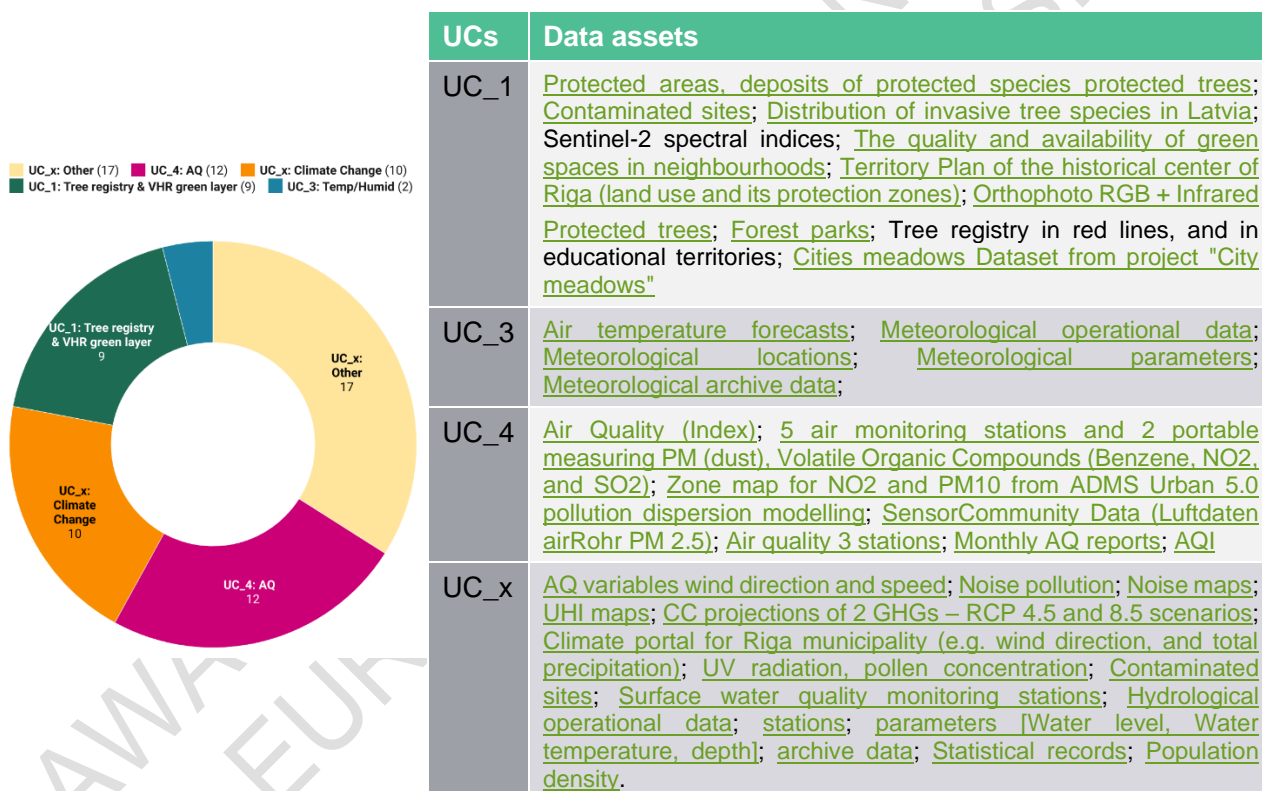 UC_x: Other (17) UC_4: AQ (12) UC_x: Climate Change (10)
UC_1: Tree registry & VHR green layer (9) UC_3: Temp/Humid (2)
UC_1: Tree registry
& VHR green layer
9
UC_x:
Other
17
UC_x:
Climate
Change
10
UC_4: AQ
12
UCs Data assets
UC_1 Protected areas, deposits of protected species protected trees;
Contaminated sites; Distribution of invasive tree species in Latvia;
Sentinel-2 spectral indices; The quality and availability of green
spaces in neighbourhoods; Territory Plan of the historical center of
Riga (land use and its protection zones); Orthophoto RGB + Infrared
Protected trees; Forest parks; Tree registry in red lines, and in
educational territories; Cities meadows Dataset from project "City
meadows"
UC_3 Air temperature forecasts; Meteorological operational data;
Meteorological locations; Meteorological parameters;
Meteorological archive data;
UC_4 Air Quality (Index); 5 air monitoring stations and 2 portable
measuring PM (dust), Volatile Organic Compounds (Benzene, NO2,
and SO2); Zone map for NO2 and PM10 from ADMS Urban 5.0
pollution dispersion modelling; SensorCommunity Data (Luftdaten
airRohr PM 2.5); Air quality 3 stations; Monthly AQ reports; AQI
UC_x AQ variables wind direction and speed; Noise pollution; Noise maps;
UHI maps; CC projections of 2 GHGs – RCP 4.5 and 8.5 scenarios;
Climate portal for Riga municipality (e.g. wind direction, and total
precipitation); UV radiation, pollen concentration; Contaminated
sites; Surface water quality monitoring stations; Hydrological
operational data; stations; parameters [Water level, Water
temperature, depth]; archive data; Statistical records; Population
density.